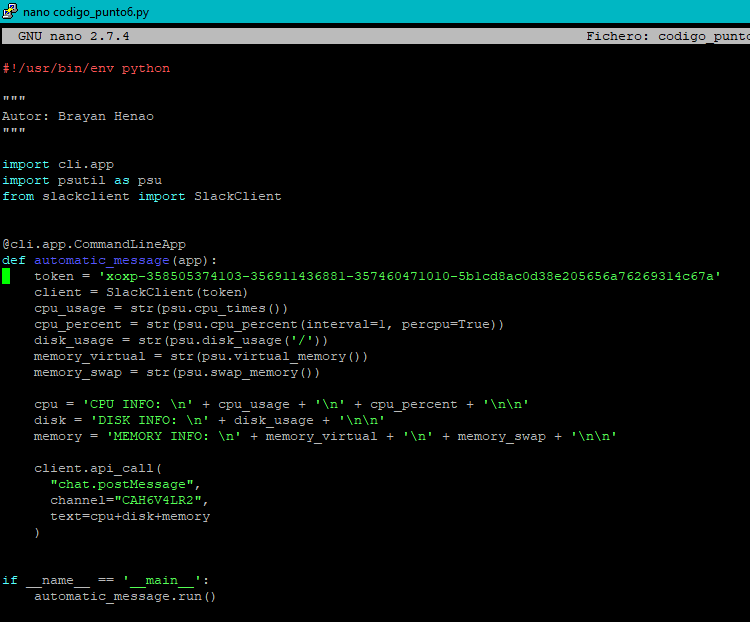 nano codigo_punto6.py
GNU nano 2.7.4 Fichero: codigo_punto
#!/usr/bin/env python
"""
Autor: Brayan Henao
"""
import cli.app
import psutil as psu
from slackclient import SlackClient
@cli.app.CommandLineApp
def automatic_message(app):
    token = 'xoxp-358505374103-356911436881-357460471010-5b1cd8ac0d38e205656a76269314c67a'
    client = SlackClient(token)
    cpu_usage = str(psu.cpu_times())
    cpu_percent = str(psu.cpu_percent(interval=1, percpu=True))
    disk_usage = str(psu.disk_usage('/'))
    memory_virtual = str(psu.virtual_memory())
    memory_swap = str(psu.swap_memory())
    cpu = 'CPU INFO: \n' + cpu_usage + '\n' + cpu_percent + '\n\n'
    disk = 'DISK INFO: \n' + disk_usage + '\n\n'
    memory = 'MEMORY INFO: \n' + memory_virtual + '\n' + memory_swap + '\n\n'
    client.api_call(
      "chat.postMessage",
      channel="CAH6V4LR2",
      text=cpu+disk+memory
    )
if __name__ == '__main__':
    automatic_message.run()